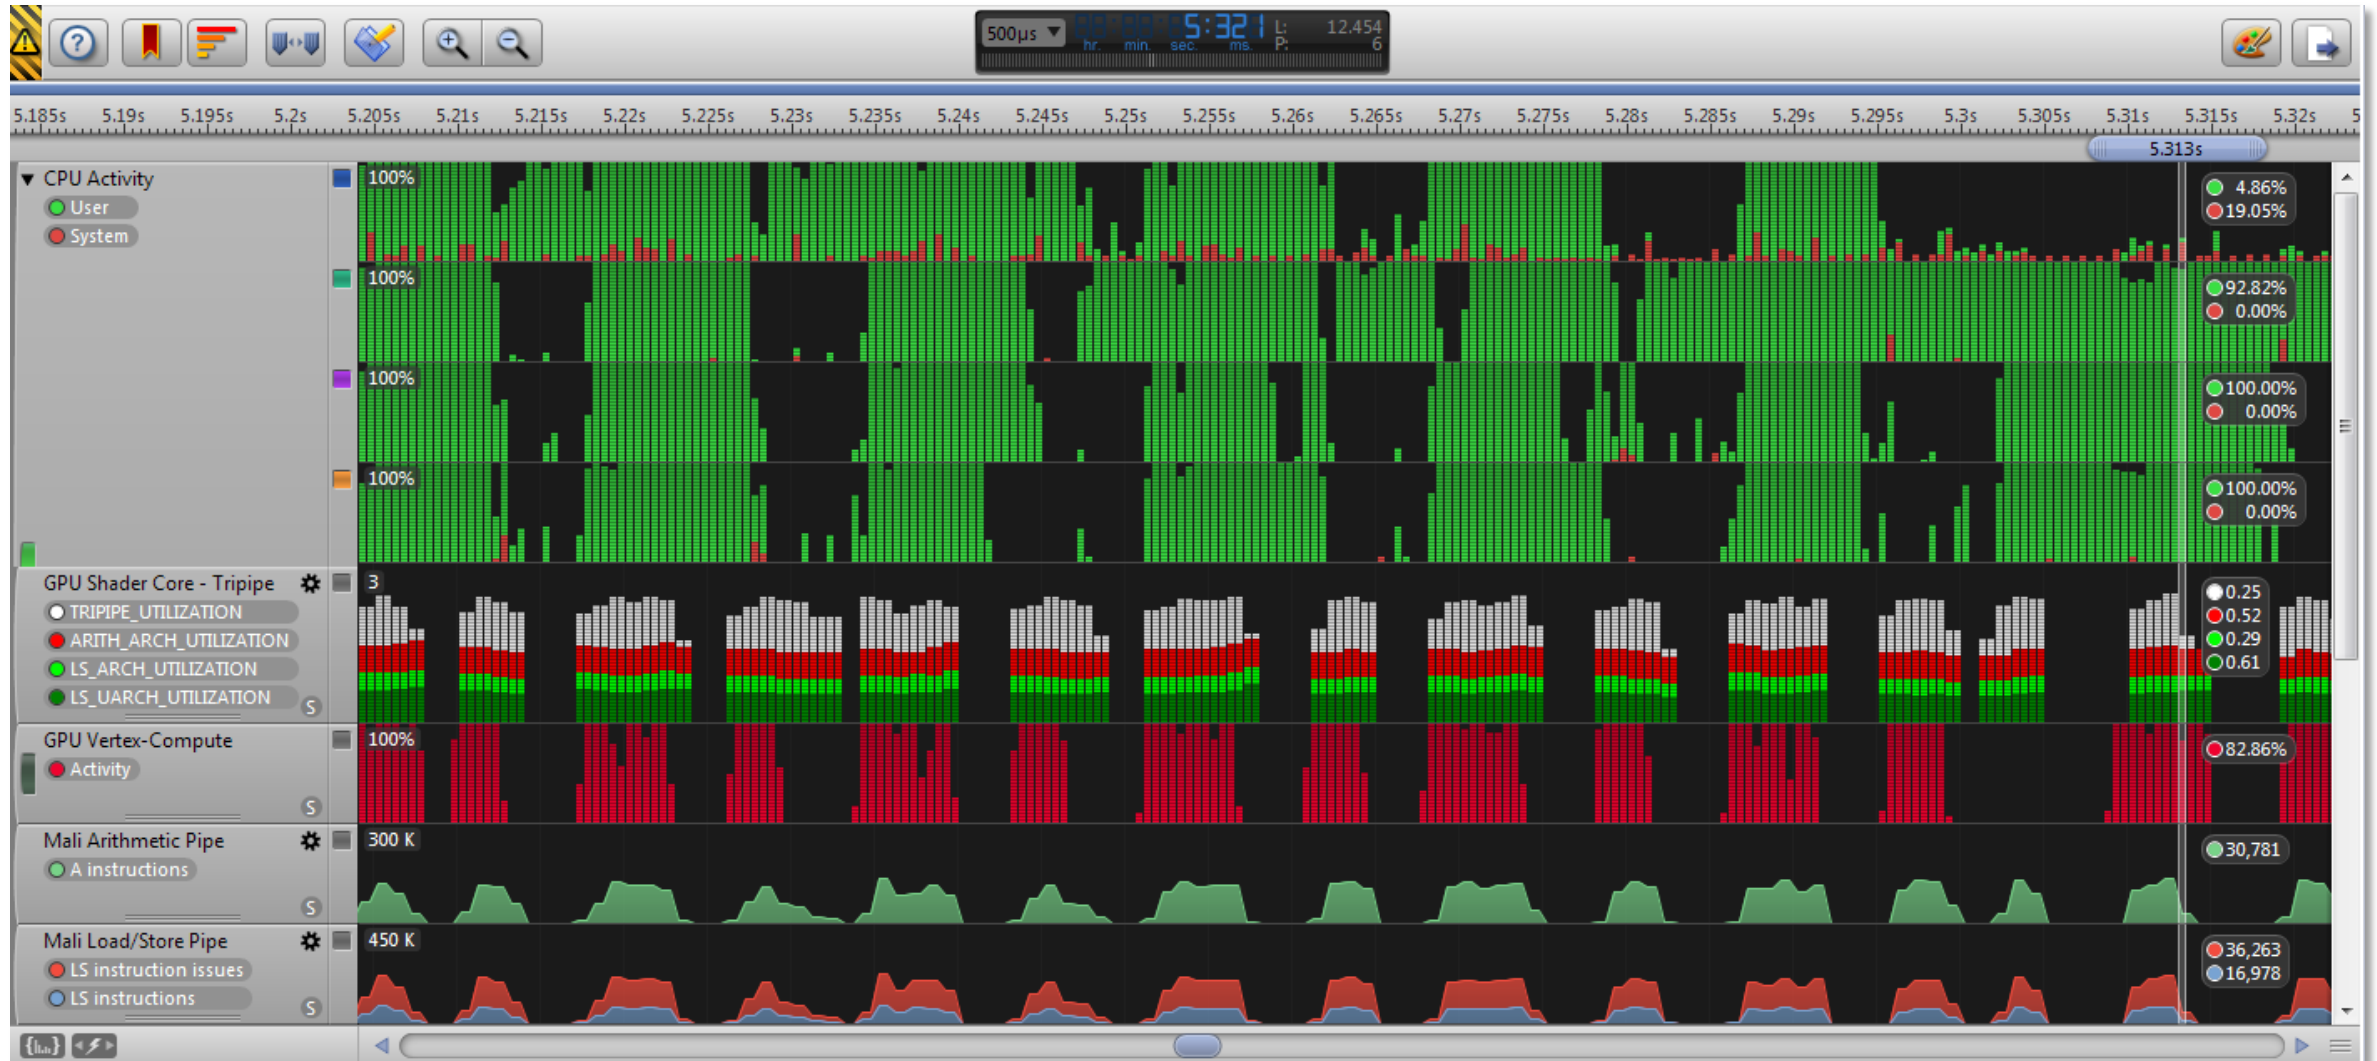 500µs
5:321
hr. min. sec. ms.
L: 12.454
P: 6
5.185s 5.19s 5.195s 5.2s 5.205s 5.21s 5.215s 5.22s 5.225s 5.23s 5.235s 5.24s 5.245s 5.25s 5.255s 5.26s 5.265s 5.27s 5.275s 5.28s 5.285s 5.29s 5.295s 5.3s 5.305s 5.31s 5.315s 5.32s 5
5.313s
CPU Activity
User
System
100%
4.86%
19.05%
100%
92.82%
0.00%
100%
100.00%
0.00%
100%
100.00%
0.00%
GPU Shader Core - Tripipe
TRIPIPE_UTILIZATION
ARITH_ARCH_UTILIZATION
LS_ARCH_UTILIZATION
LS_UARCH_UTILIZATION
S
3
0.25
0.52
0.29
0.61
GPU Vertex-Compute
Activity
S
100%
82.86%
Mali Arithmetic Pipe
A instructions
S
300 K
30,781
Mali Load/Store Pipe
LS instruction issues
LS instructions
S
450 K
36,263
16,978